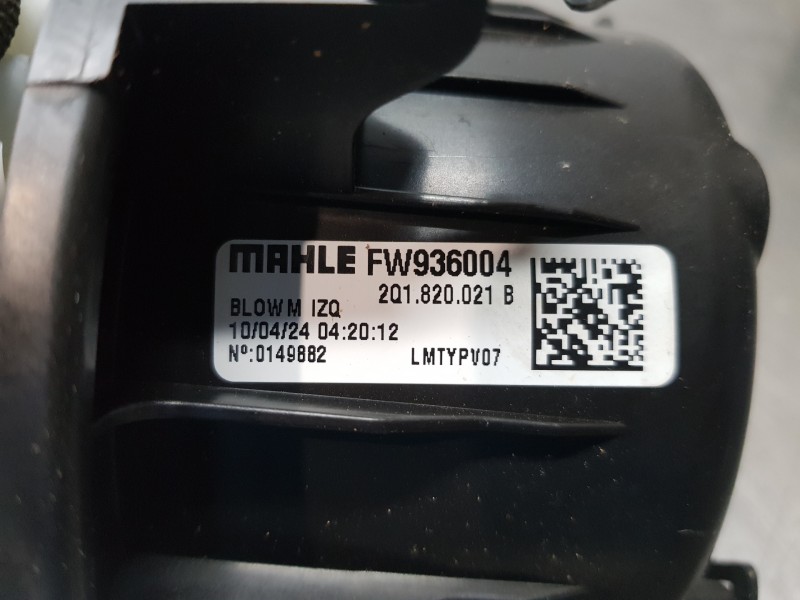 MAHLE FW936004
2Q1.820.021 B
BLOWM IZQ
10/04/24 04:20:12
Nº:0149882 LMTYPV07